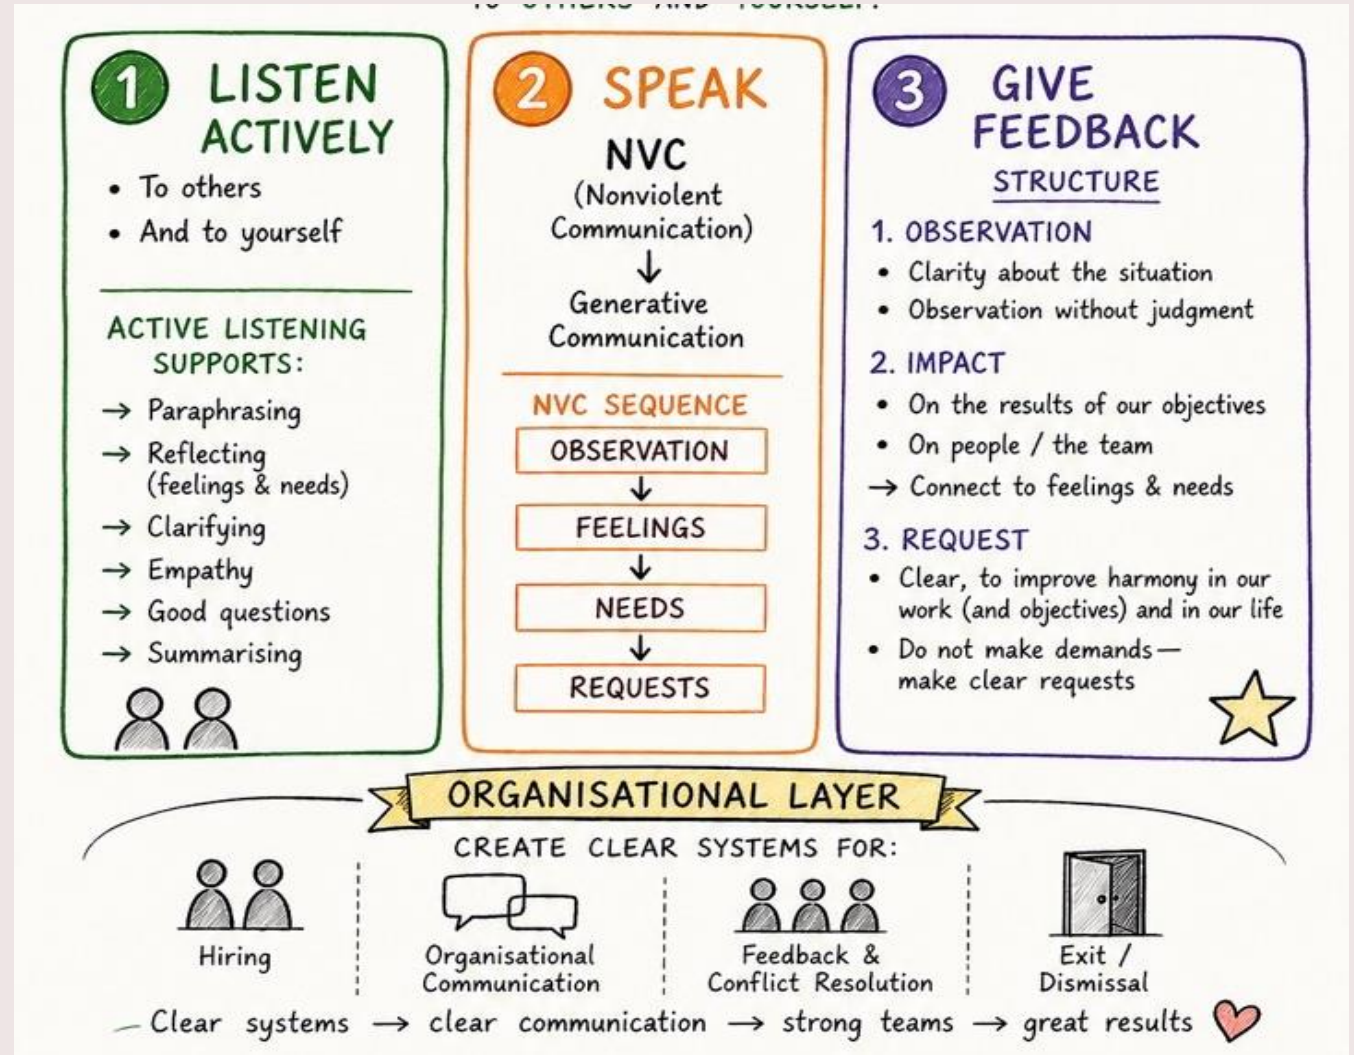 TO OTHERS AND YOURSELF.
1 LISTEN
ACTIVELY
• To others
• And to yourself
ACTIVE LISTENING
SUPPORTS:
→ Paraphrasing
→ Reflecting
(feelings & needs)
→ Clarifying
→ Empathy
→ Good questions
→ Summarising
2 SPEAK
NVC
(Nonviolent
Communication)
↓
Generative
Communication
NVC SEQUENCE
OBSERVATION
↓
FEELINGS
↓
NEEDS
↓
REQUESTS
3 GIVE
FEEDBACK
STRUCTURE
1. OBSERVATION
• Clarity about the situation
• Observation without judgment
2. IMPACT
• On the results of our objectives
• On people / the team
→ Connect to feelings & needs
3. REQUEST
• Clear, to improve harmony in our
work (and objectives) and in our life
• Do not make demands—
make clear requests
ORGANISATIONAL LAYER
CREATE CLEAR SYSTEMS FOR:
Hiring
Organisational
Communication
Feedback &
Conflict Resolution
Exit /
Dismissal
Clear systems → clear communication → strong teams → great results